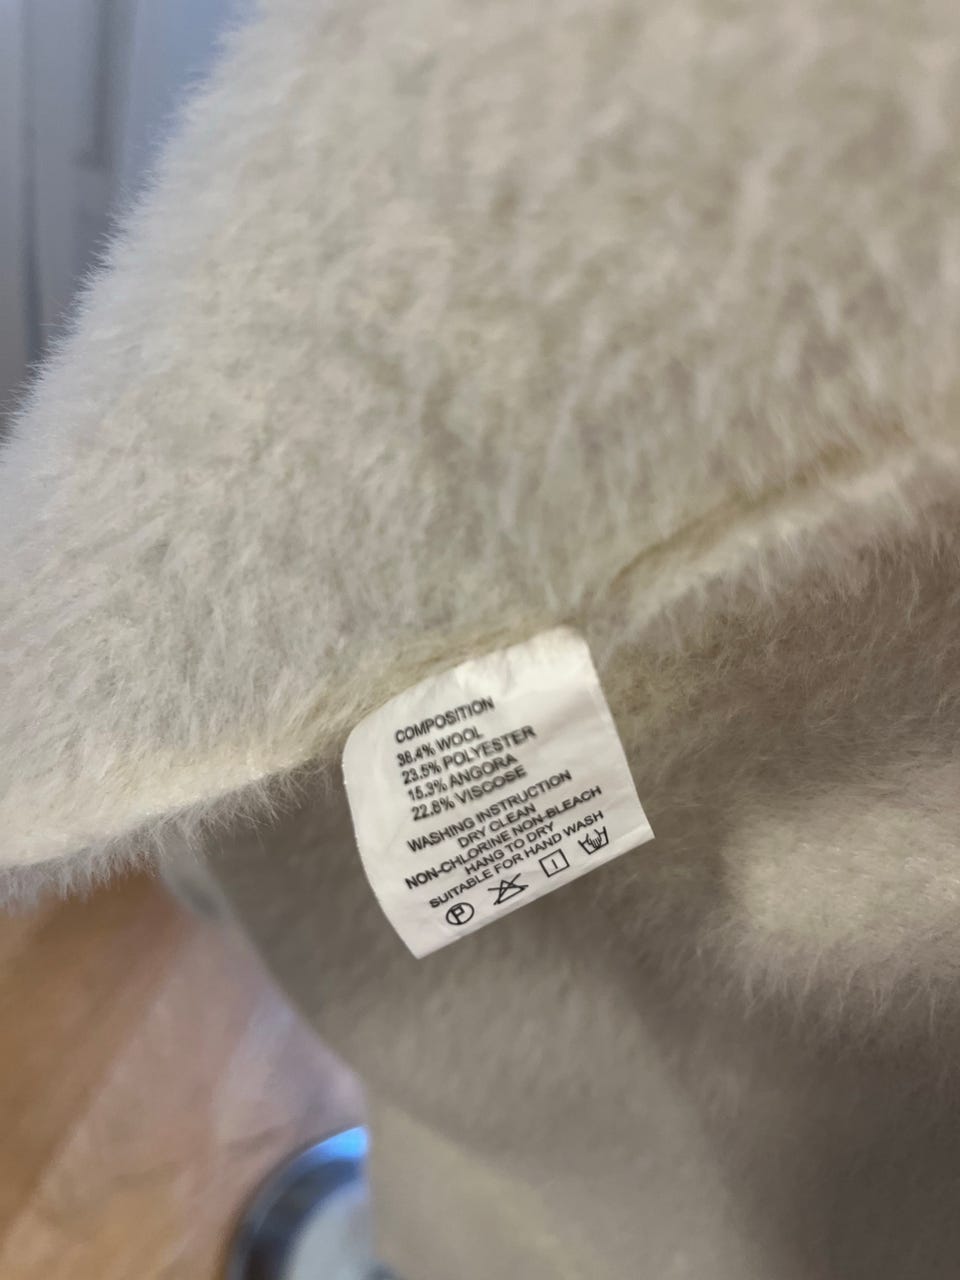 COMPOSITION
38.4% WOOL
23.5% POLYESTER
15.3% ANGORA
22.8% VISCOSE
WASHING INSTRUCTION
DRY CLEAN
NON-CHLORINE NON-BLEACH
HANG TO DRY
SUITABLE FOR HAND WASH
P